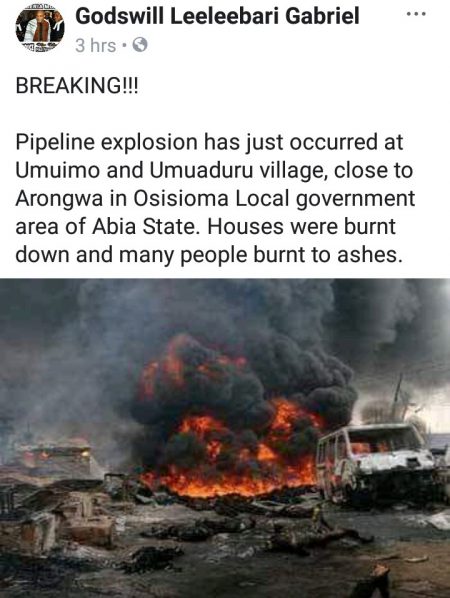 Godswill Leeleebari Gabriel
3 hrs
BREAKING!!!
Pipeline explosion has just occurred at
Umuimo and Umuaduru village, close to
Arongwa in Osisioma Local government
area of Abia State. Houses were burnt
down and many people burnt to ashes.